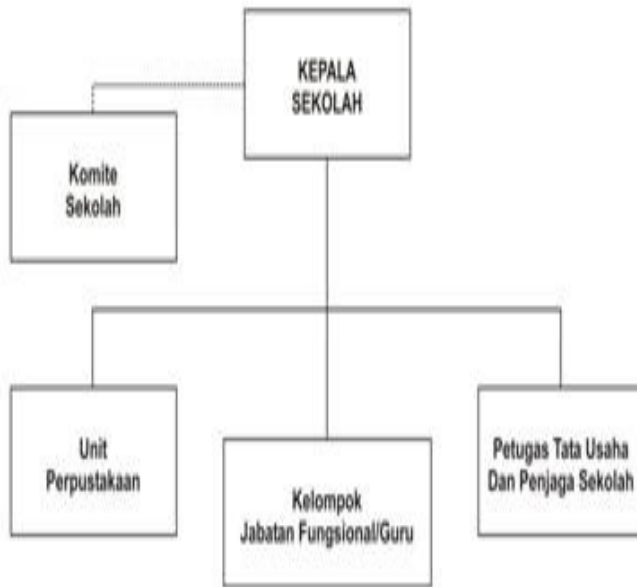 KEPALA
SEKOLAH
Komite
Sekolah
Unit
Perpustakaan
Kelompok
Jabatan Fungsional/Guru
Petugas Tata Usaha
Dan Penjaga Sekolah